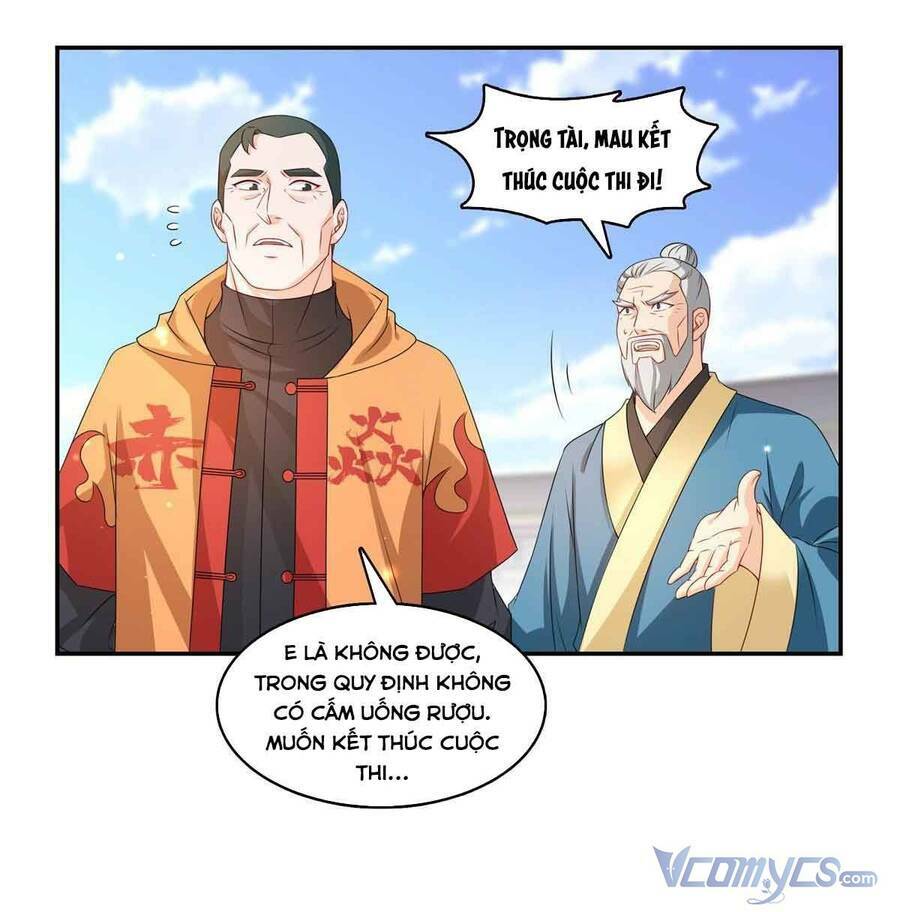 TRỌNG TÀI, MAU KẾT
THÚC CUỘC THI ĐI!
赤
焱
E LÀ KHÔNG ĐƯỢC,
TRONG QUY ĐỊNH KHÔNG
CÓ CẤM UỐNG RƯỢU.
MUỐN KẾT THÚC CUỘC
THI...
VCOMYCS.com